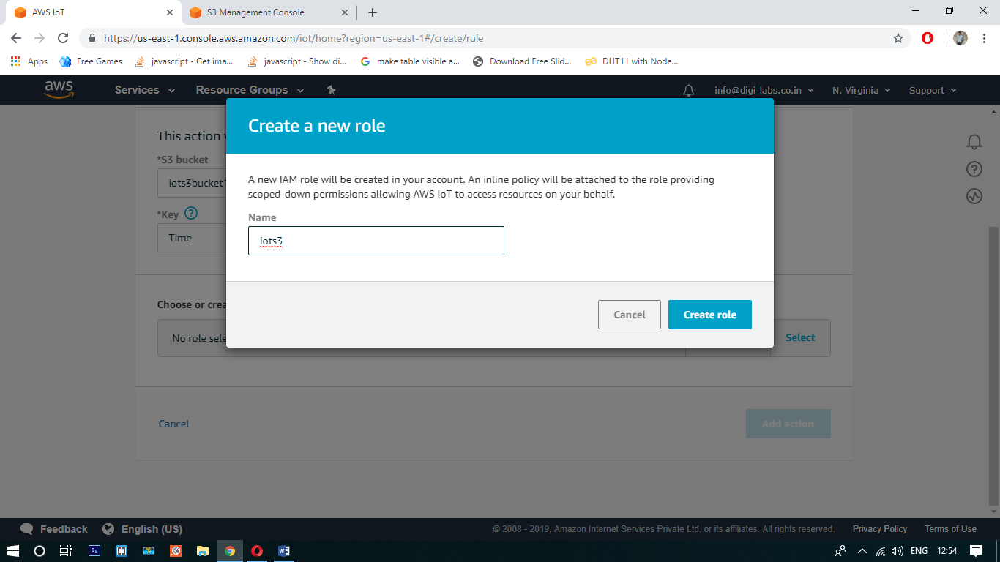 AWS IoT
S3 Management Console
https://us-east-1.console.aws.amazon.com/iot/home?region=us-east-1#/create/rule
Apps
Free Games
javascript - Get ima...
javascript - Show di...
make table visible a...
Download Free Slid...
DHT11 with Node...
aws
Services
Resource Groups
info@digi-labs.co.in
N. Virginia
Support
Create a new role
This action
*S3 bucket
iots3bucket
*Key
Time
A new IAM role will be created in your account. An inline policy will be attached to the role providing
scoped-down permissions allowing AWS IoT to access resources on your behalf.
Name
iots3
Choose or crea
No role sele
Cancel
Create role
Select
Cancel
Add action
Feedback
English (US)
© 2008 - 2019, Amazon Internet Services Private Ltd. or its affiliates. All rights reserved.
Privacy Policy
Terms of Use
Ps
ENG
12:54